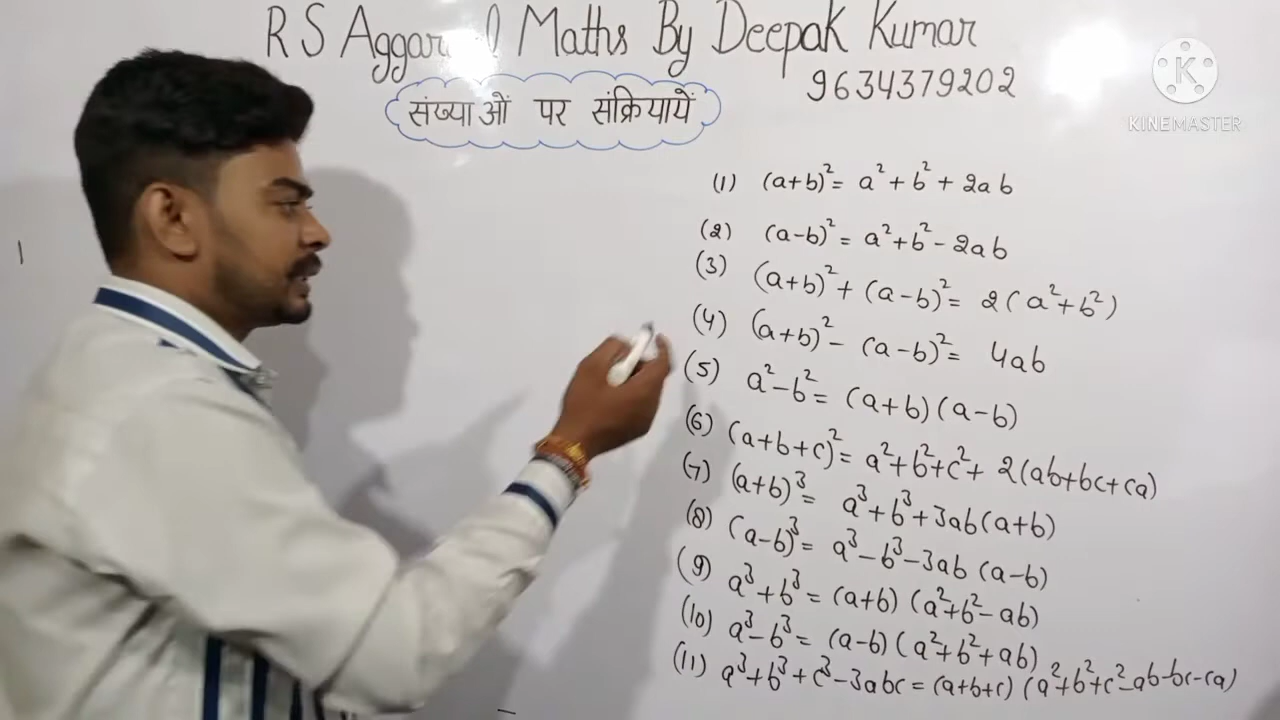 R S Aggarwal Maths By Deepak Kumar
9634379202
संख्याओं पर संक्रियायें
K
KINEMASTER
(1) (a+b)² = a² + b² + 2ab
(2) (a-b)² = a² + b² - 2ab
(3) (a+b)² + (a-b)² = 2(a² + b²)
(4) (a+b)² - (a-b)² = 4ab
(5) a² - b² = (a+b)(a-b)
(6) (a+b+c)² = a² + b² + c² + 2(ab+bc+ca)
(7) (a+b)³ = a³ + b³ + 3ab(a+b)
(8) (a-b)³ = a³ - b³ - 3ab(a-b)
(9) a³ + b³ = (a+b)(a² + b² - ab)
(10) a³ - b³ = (a-b)(a² + b² + ab)
(11) a³ + b³ + c³ - 3abc = (a+b+c)(a² + b² + c² - ab - bc - ca)